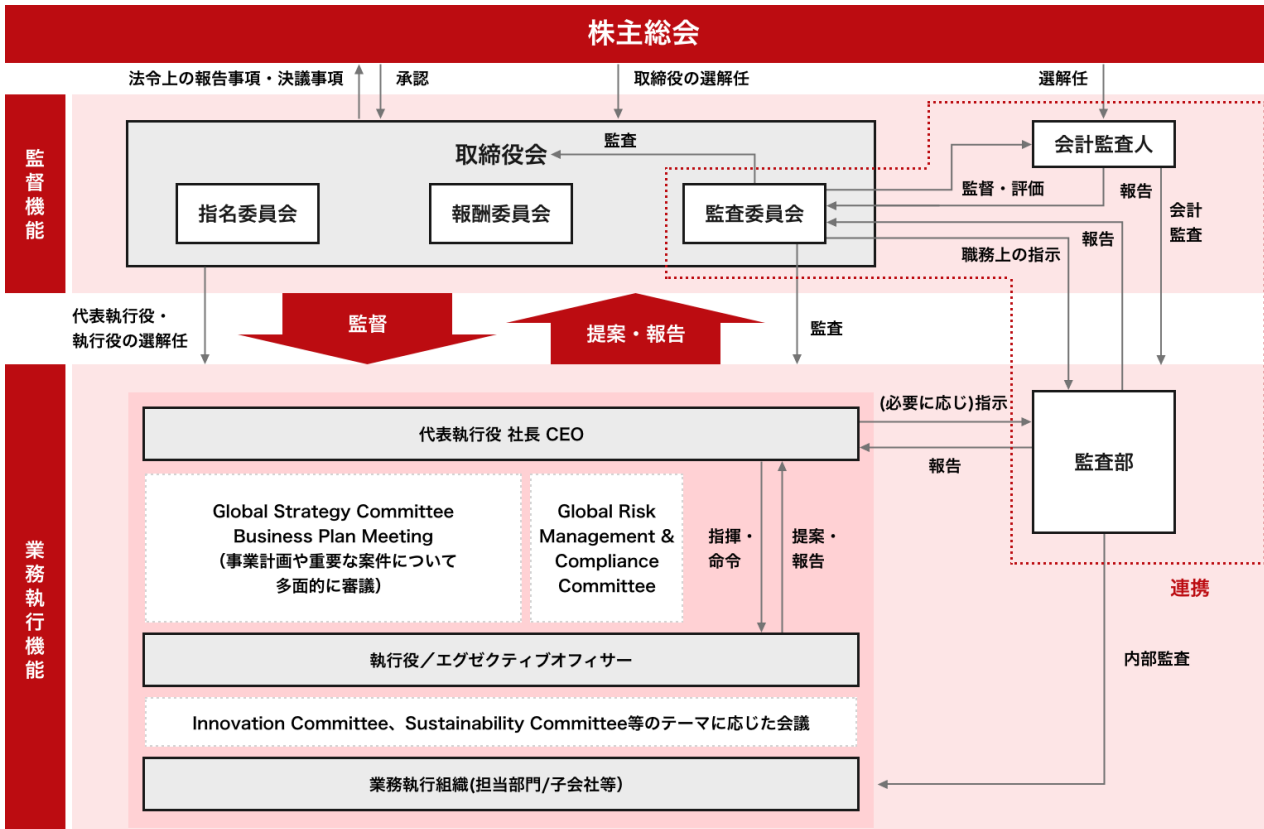 株主総会
法令上の報告事項・決議事項
承認
取締役の選解任
選解任
監督機能
取締役会
監査
会計監査人
指名委員会
報酬委員会
監査委員会
監督・評価
報告
会計
監査
報告
職務上の指示
代表執行役・
執行役の選解任
監督
提案・報告
監査
業務執行機能
代表執行役 社長 CEO
(必要に応じ)指示
報告
監査部
Global Strategy Committee
Business Plan Meeting
（事業計画や重要な案件について
多面的に審議）
Global Risk
Management &
Compliance
Committee
指揮・
命令
提案・
報告
連携
執行役／エグゼクティブオフィサー
内部監査
Innovation Committee、Sustainability Committee等のテーマに応じた会議
業務執行組織(担当部門/子会社等）